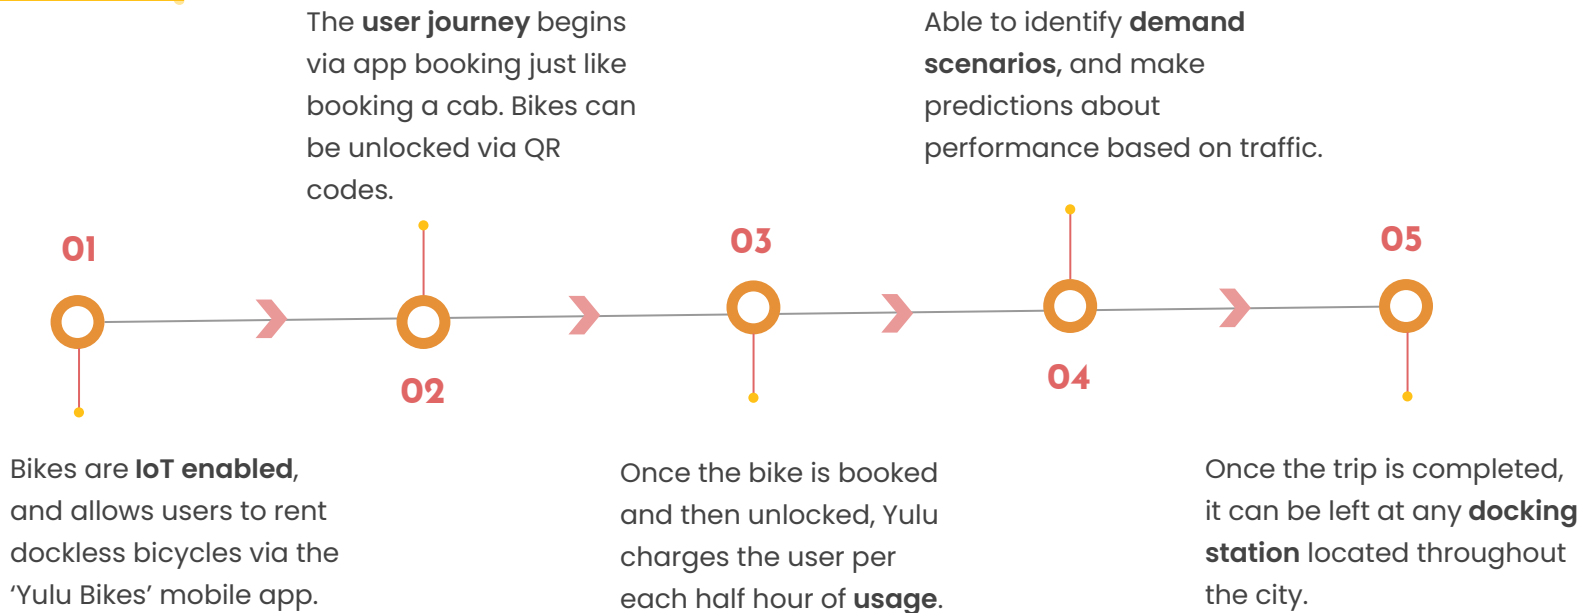 01
Bikes are IoT enabled,
and allows users to rent
dockless bicycles via the
‘Yulu Bikes’ mobile app.
The user journey begins
via app booking just like
booking a cab. Bikes can
be unlocked via QR
codes.
02
03
Once the bike is booked
and then unlocked, Yulu
charges the user per
each half hour of usage.
Able to identify demand
scenarios, and make
predictions about
performance based on traffic.
04
05
Once the trip is completed,
it can be left at any docking
station located throughout
the city.